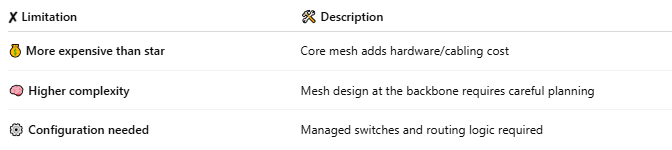 ✗ Limitation 🛠 Description
💰 More expensive than star Core mesh adds hardware/cabling cost
🧠 Higher complexity Mesh design at the backbone requires careful planning
⚙ Configuration needed Managed switches and routing logic required